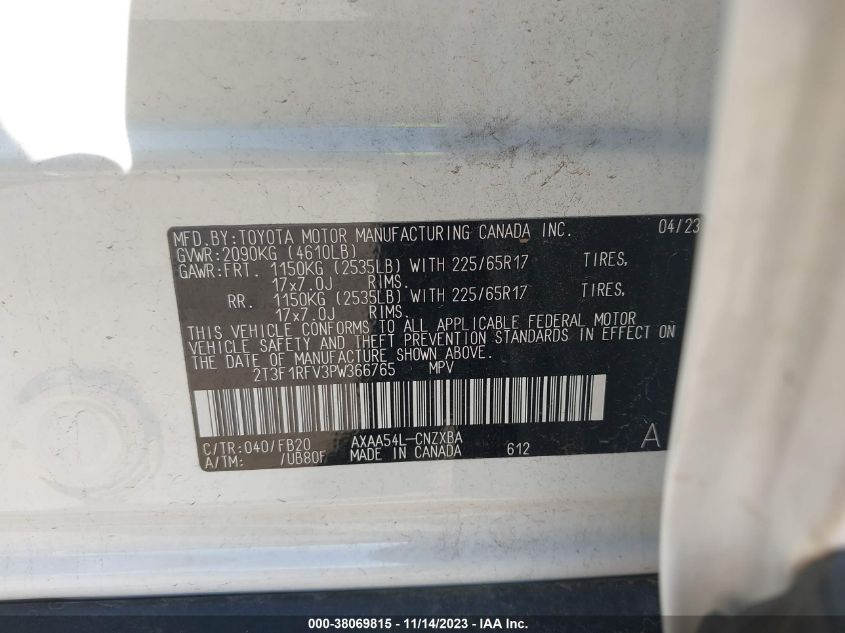 MFD.BY:TOYOTA MOTOR MANUFACTURING CANADA INC. 04/23
GVWR:2090KG (4610LB)
GAWR:FRT. 1150KG (2535LB) WITH 225/65R17 TIRES,
17x7.0J RIMS.
RR. 1150KG (2535LB) WITH 225/65R17 TIRES,
17x7.0J RIMS.
THIS VEHICLE CONFORMS TO ALL APPLICABLE FEDERAL MOTOR
VEHICLE SAFETY AND THEFT PREVENTION STANDARDS IN EFFECT ON
THE DATE OF MANUFACTURE SHOWN ABOVE.
2T3F1RFV3PW366765 MPV
C/TR:040/FB20 AXAA54L-CNZXBA A
A/TM: /UB80F MADE IN CANADA 612
000-38069815 - 11/14/2023 - IAA Inc.